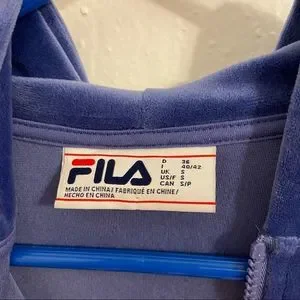 FILA
D 36
I 40/42
UK S
US/F S
CAN S/P
MADE IN CHINA/ FABRIQUÉ EN CHINE/
HECHO EN CHINA